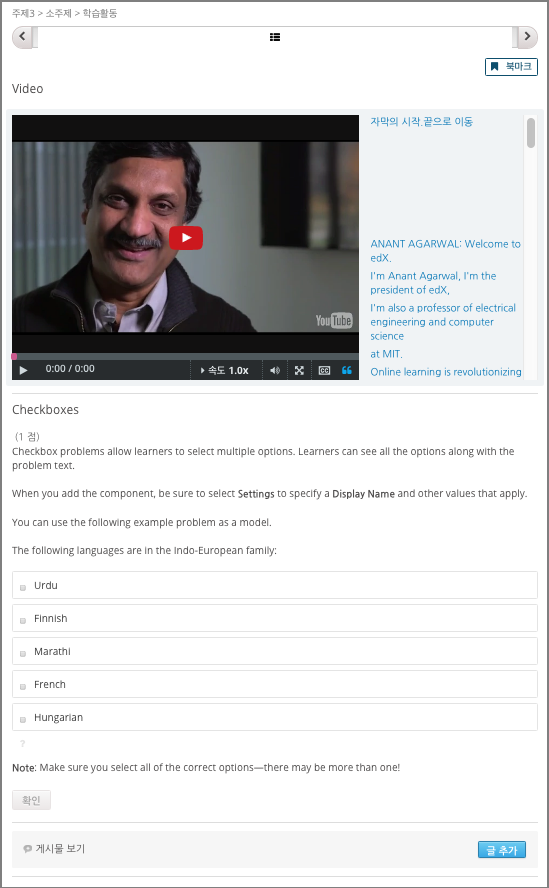 주제3 > 소주제 > 학습활동
북마크
Video
자막의 시작.끝으로 이동
ANANT AGARWAL: Welcome to
edX.
I'm Anant Agarwal, I'm the
president of edX,
I'm also a professor of electrical
engineering and computer
science
at MIT.
Online learning is revolutionizing
YouTube
0:00 / 0:00
속도 1.0x
CC
Checkboxes
(1 점)
Checkbox problems allow learners to select multiple options. Learners can see all the options along with the
problem text.
When you add the component, be sure to select Settings to specify a Display Name and other values that apply.
You can use the following example problem as a model.
The following languages are in the Indo-European family:
Urdu
Finnish
Marathi
French
Hungarian
?
Note: Make sure you select all of the correct options—there may be more than one!
확인
게시물 보기
글 추가